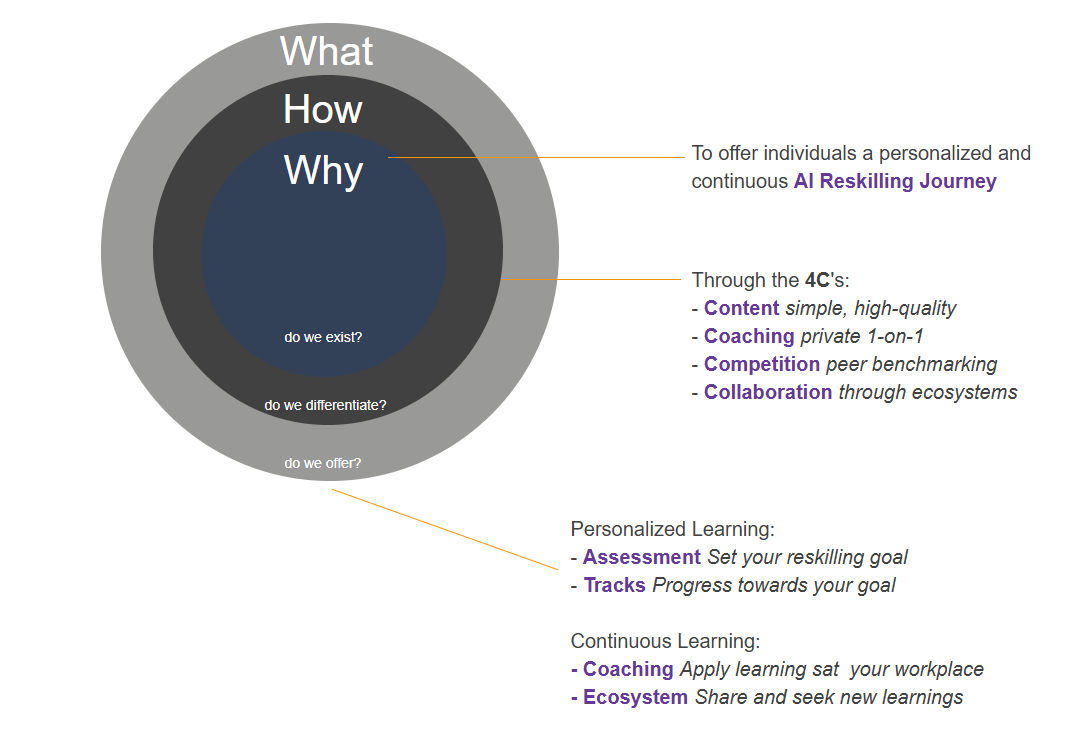 What
How
Why
do we exist?
do we differentiate?
do we offer?
To offer individuals a personalized and
continuous AI Reskilling Journey
Through the 4C's:
- Content simple, high-quality
- Coaching private 1-on-1
- Competition peer benchmarking
- Collaboration through ecosystems
Personalized Learning:
- Assessment Set your reskilling goal
- Tracks Progress towards your goal
Continuous Learning:
- Coaching Apply learning sat  your workplace
- Ecosystem Share and seek new learnings